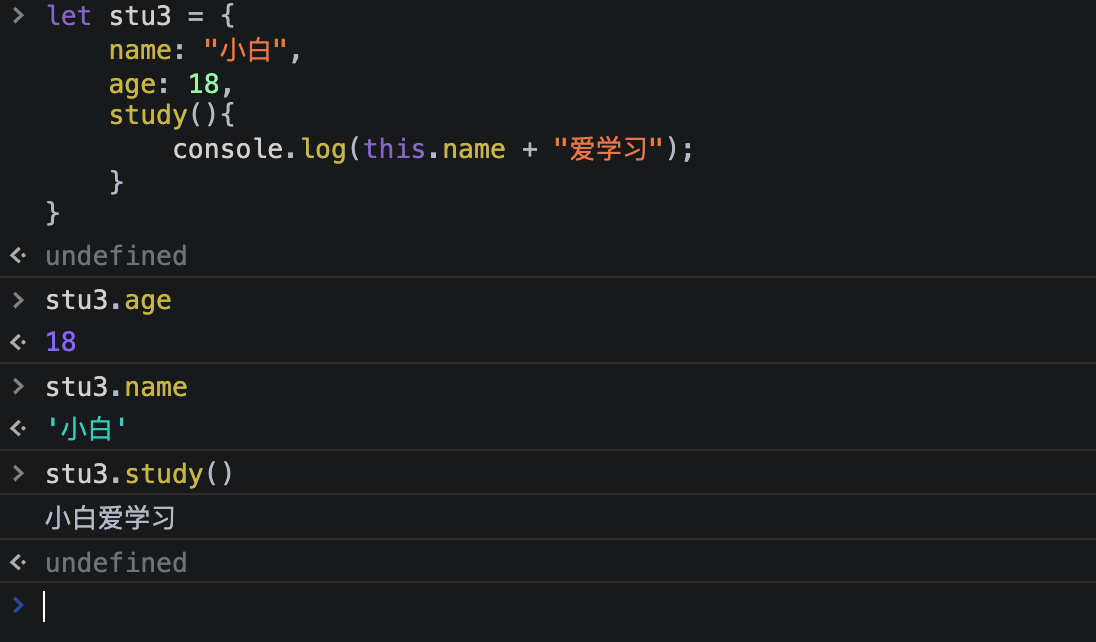 > let stu3 = {
    name: "小白",
    age: 18,
    study(){
        console.log(this.name + "爱学习");
    }
}
undefined
> stu3.age
18
> stu3.name
'小白'
> stu3.study()
小白爱学习
undefined
>